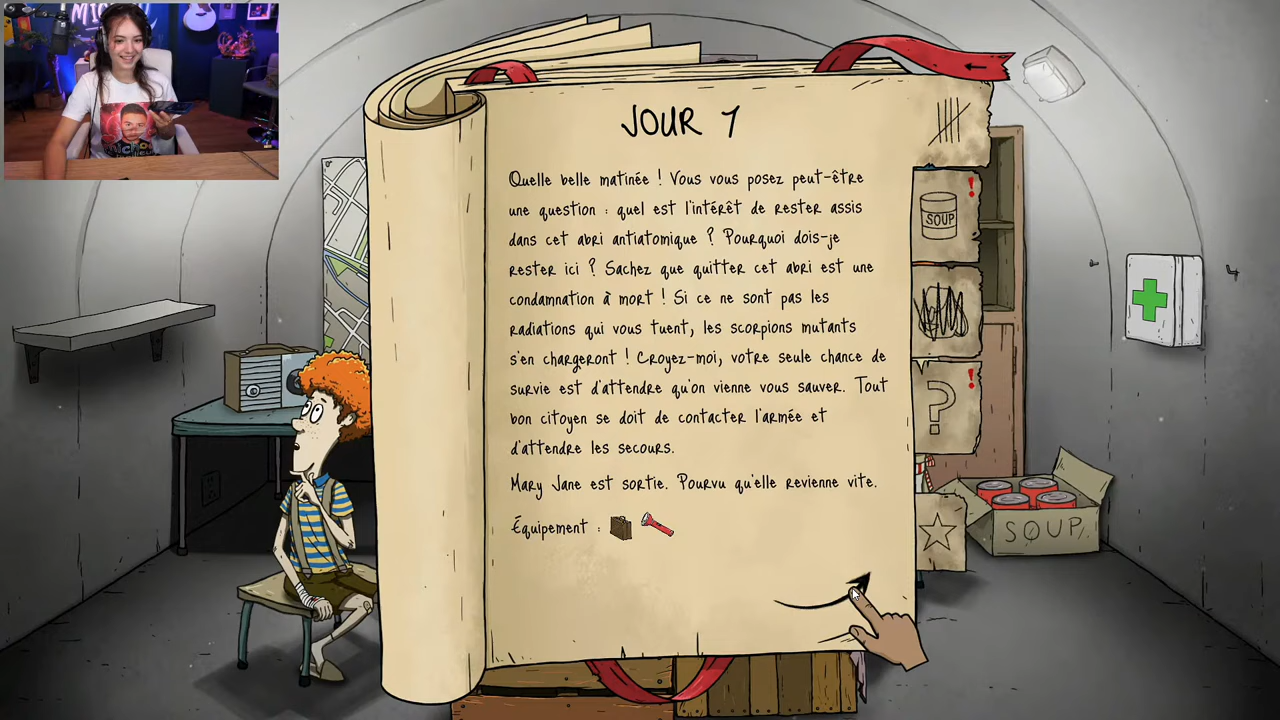 JOUR 7
Quelle belle matinée ! Vous vous posez peut-être
une question : quel est l'intérêt de rester assis
dans cet abri antiatomique ? Pourquoi dois-je
rester ici ? Sachez que quitter cet abri est une
condamnation à mort ! Si ce ne sont pas les
radiations qui vous tuent, les scorpions mutants
s'en chargeront ! Croyez-moi, votre seule chance de
survie est d'attendre qu'on vienne vous sauver. Tout
bon citoyen se doit de contacter l'armée et
d'attendre les secours.
Mary Jane est sortie. Pourvu qu'elle revienne vite.
Équipement :
!
SOUP
?
!
SOUP